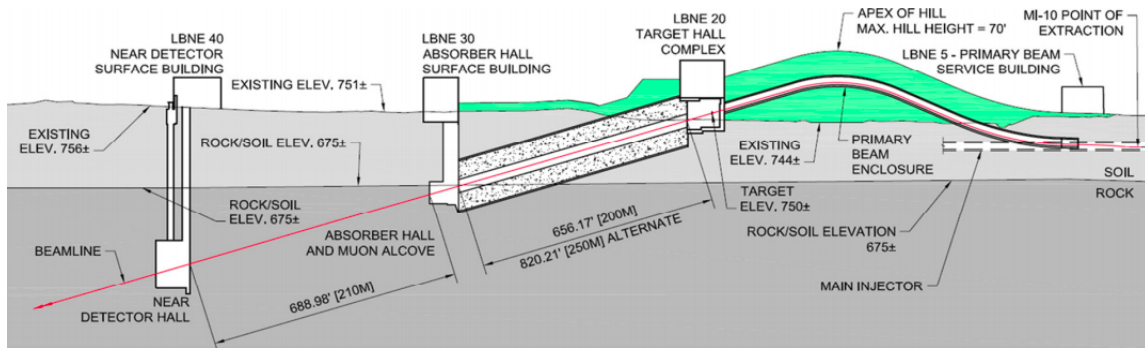 LBNE 40
NEAR DETECTOR
SURFACE BUILDING
EXISTING ELEV. 751±
LBNE 30
ABSORBER HALL
SURFACE BUILDING
LBNE 20
TARGET HALL
COMPLEX
APEX OF HILL
MAX. HILL HEIGHT = 70'
MI-10 POINT OF
EXTRACTION
LBNE 5 - PRIMARY BEAM
SERVICE BUILDING
EXISTING
ELEV. 756±
ROCK/SOIL ELEV. 675±
EXISTING
ELEV. 744±
PRIMARY
BEAM
ENCLOSURE
SOIL
ROCK
ROCK/SOIL
ELEV. 675±
TARGET
ELEV. 750±
ROCK/SOIL ELEVATION
675±
656.17' [200M]
820.21' [250M] ALTERNATE
ABSORBER HALL
AND MUON ALCOVE
BEAMLINE
MAIN INJECTOR
688.98' [210M]
NEAR
DETECTOR HALL